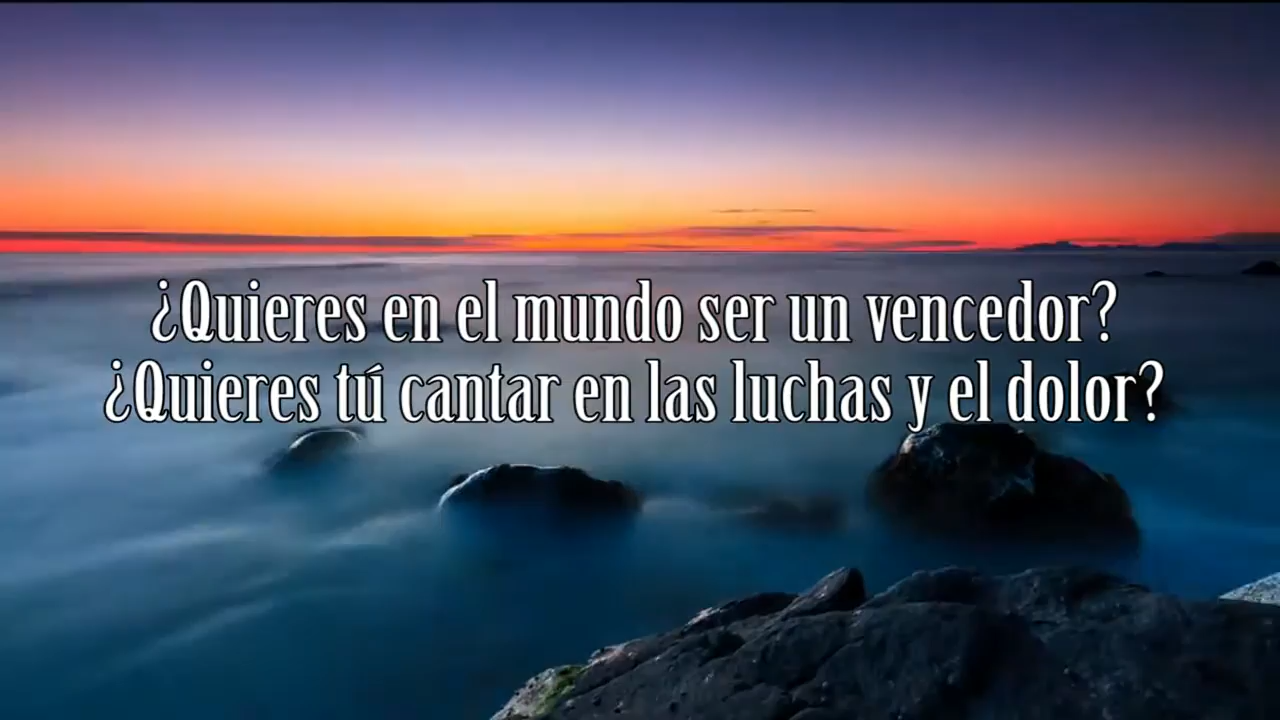 ¿Quieres en el mundo ser un vencedor?
¿Quieres tú cantar en las luchas y el dolor?